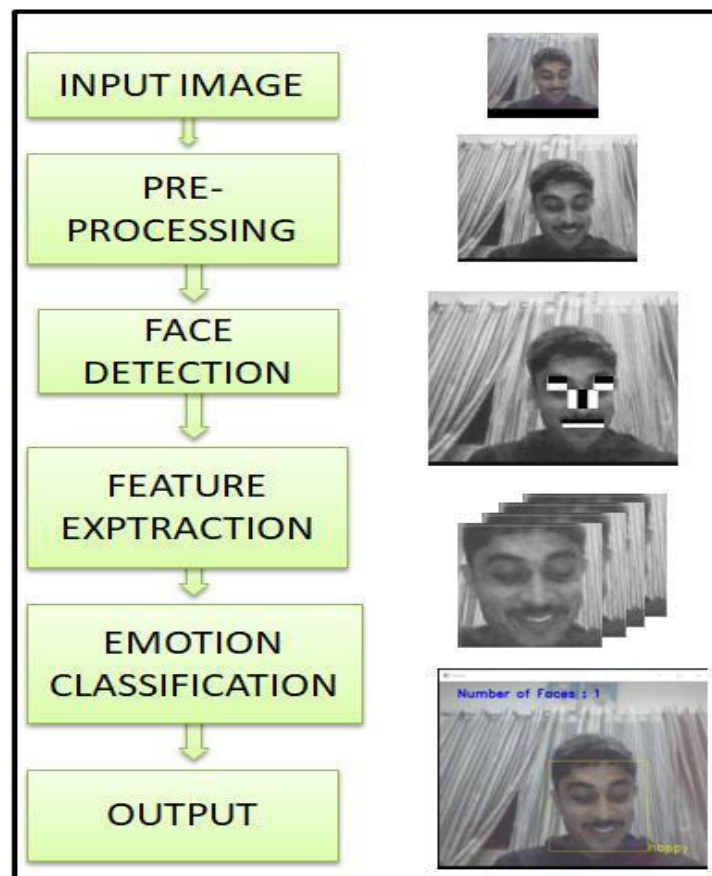 INPUT IMAGE
PRE-
PROCESSING
FACE
DETECTION
FEATURE
EXPTRACTION
EMOTION
CLASSIFICATION
OUTPUT
Number of Faces : 1
happy